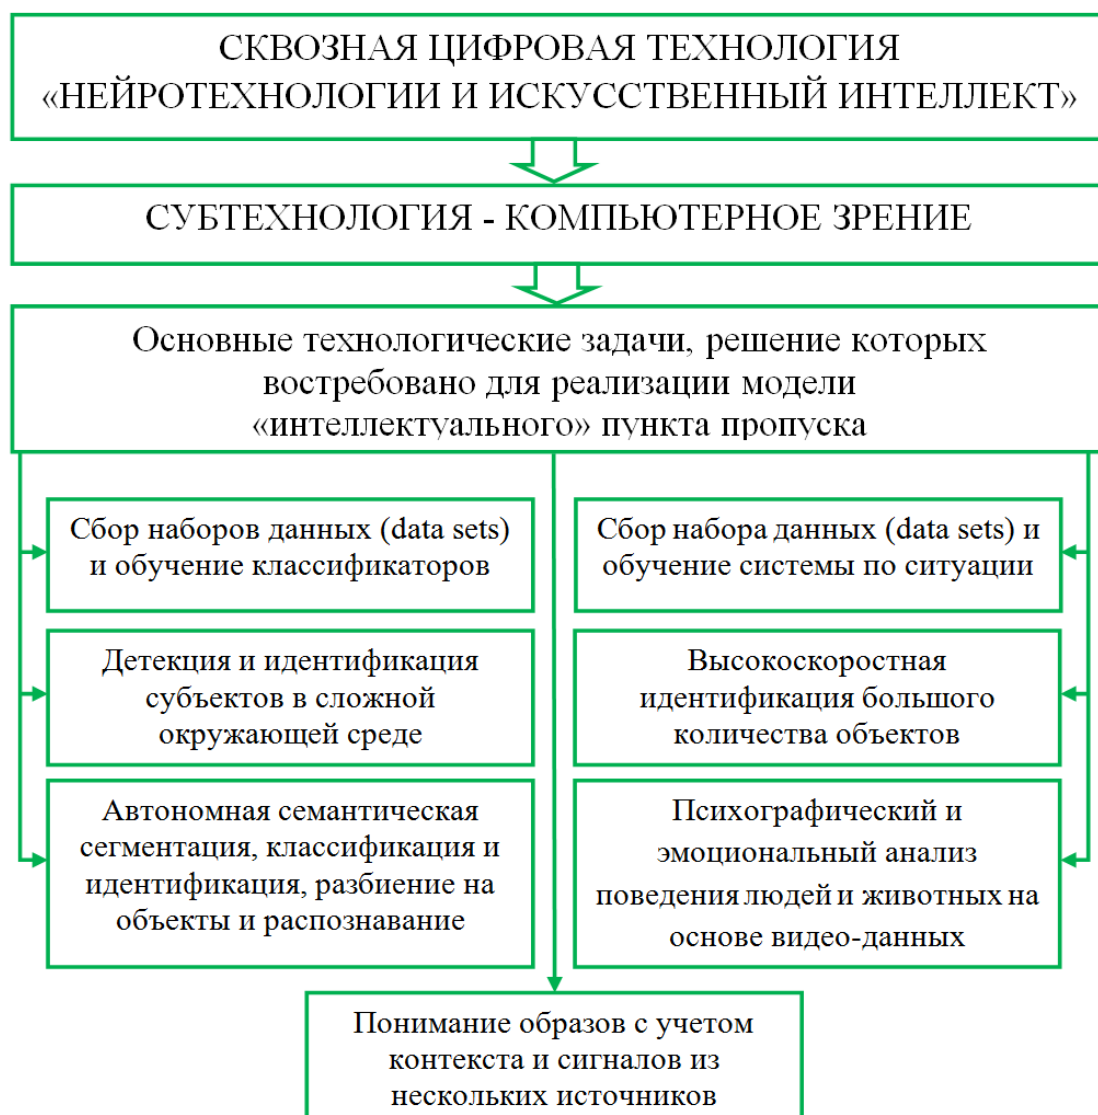 СКВОЗНАЯ ЦИФРОВАЯ ТЕХНОЛОГИЯ
«НЕЙРОТЕХНОЛОГИИ И ИСКУССТВЕННЫЙ ИНТЕЛЛЕКТ»
СУБТЕХНОЛОГИЯ - КОМПЬЮТЕРНОЕ ЗРЕНИЕ
Основные технологические задачи, решение которых
востребовано для реализации модели
«интеллектуального» пункта пропуска
Сбор наборов данных (data sets)
и обучение классификаторов
Сбор набора данных (data sets) и
обучение системы по ситуации
Детекция и идентификация
субъектов в сложной
окружающей среде
Высокоскоростная
идентификация большого
количества объектов
Автономная семантическая
сегментация, классификация и
идентификация, разбиение на
объекты и распознавание
Психографический и
эмоциональный анализ
поведения людей и животных на
основе видео-данных
Понимание образов с учетом
контекста и сигналов из
нескольких источников